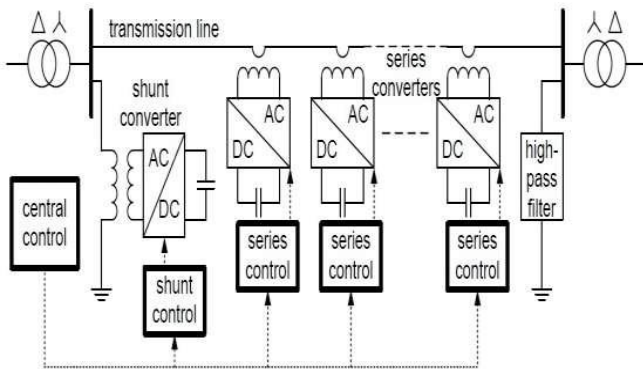 Δ
Y
transmission line
Y
Δ
shunt
converter
series
converters
AC
DC
AC
DC
AC
DC
AC
DC
high-
pass
filter
central
control
shunt
control
series
control
series
control
series
control